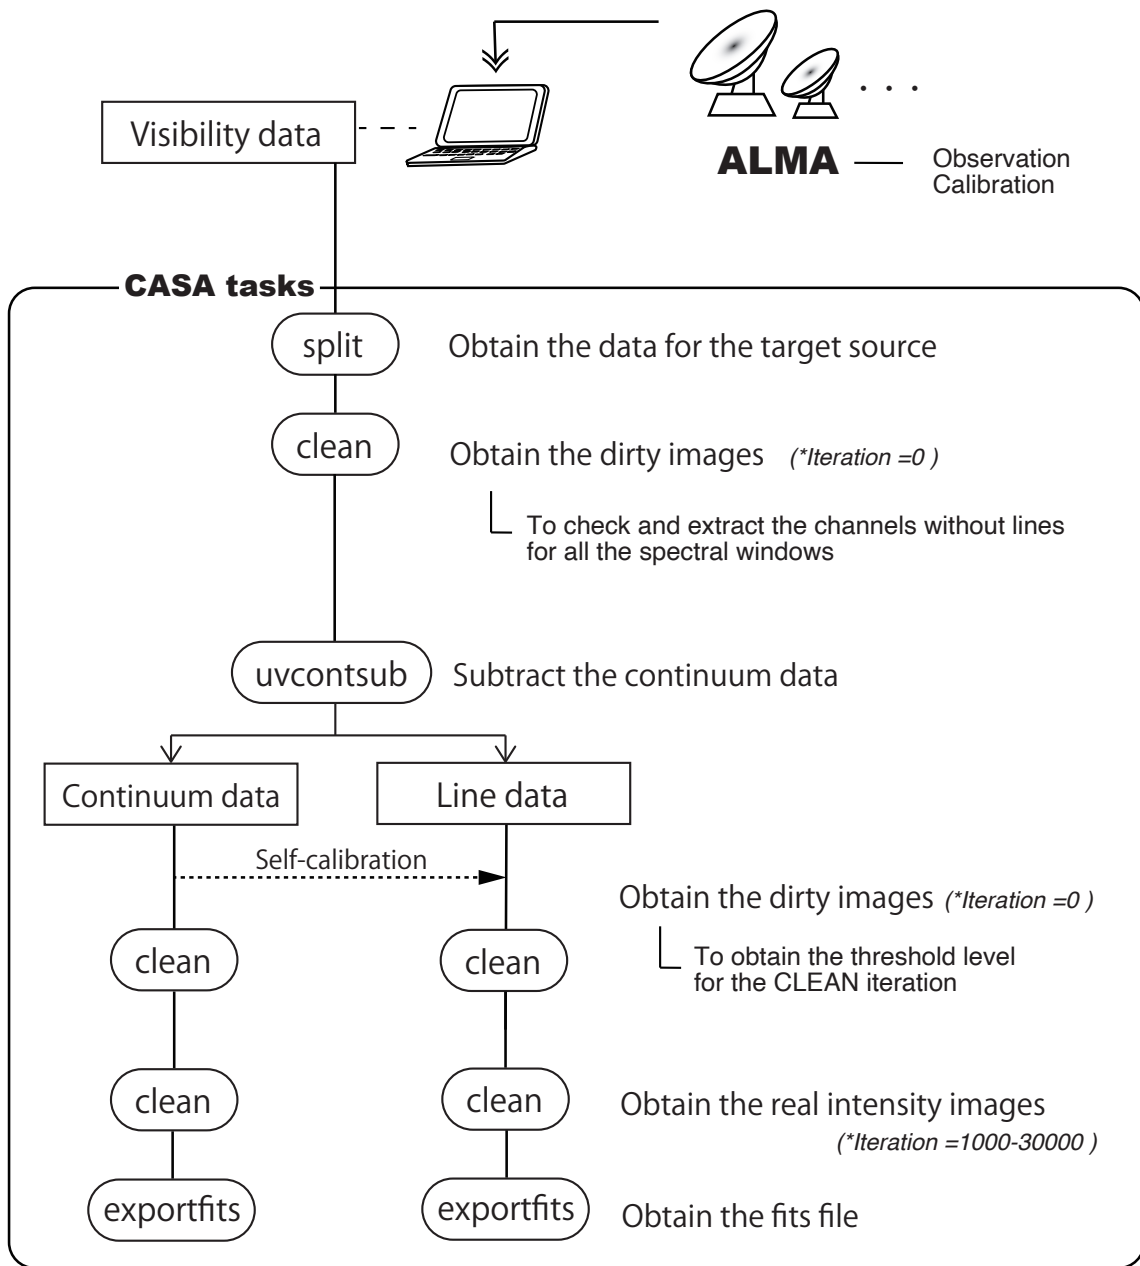 Visibility data
. . .
ALMA
Observation
Calibration
CASA tasks
split
Obtain the data for the target source
clean
Obtain the dirty images (*Iteration =0 )
To check and extract the channels without lines
for all the spectral windows
uvcontsub
Subtract the continuum data
Continuum data
Line data
Self-calibration
Obtain the dirty images (*Iteration =0 )
To obtain the threshold level
for the CLEAN iteration
clean
clean
clean
clean
Obtain the real intensity images
(*Iteration =1000-30000 )
exportfits
exportfits
Obtain the fits file